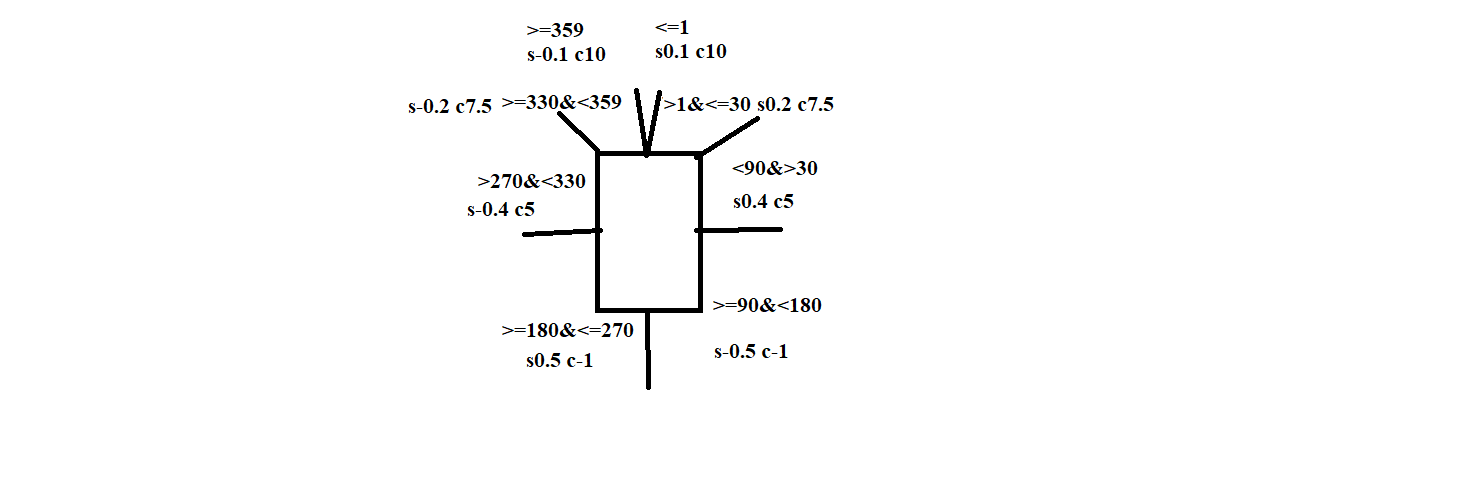 >=359
s-0.1 c10
<=1
s0.1 c10
s-0.2 c7.5 >=330&<359
>1&<=30 s0.2 c7.5
>270&<330
s-0.4 c5
<90&>30
s0.4 c5
>=180&<=270
s0.5 c-1
>=90&<180
s-0.5 c-1